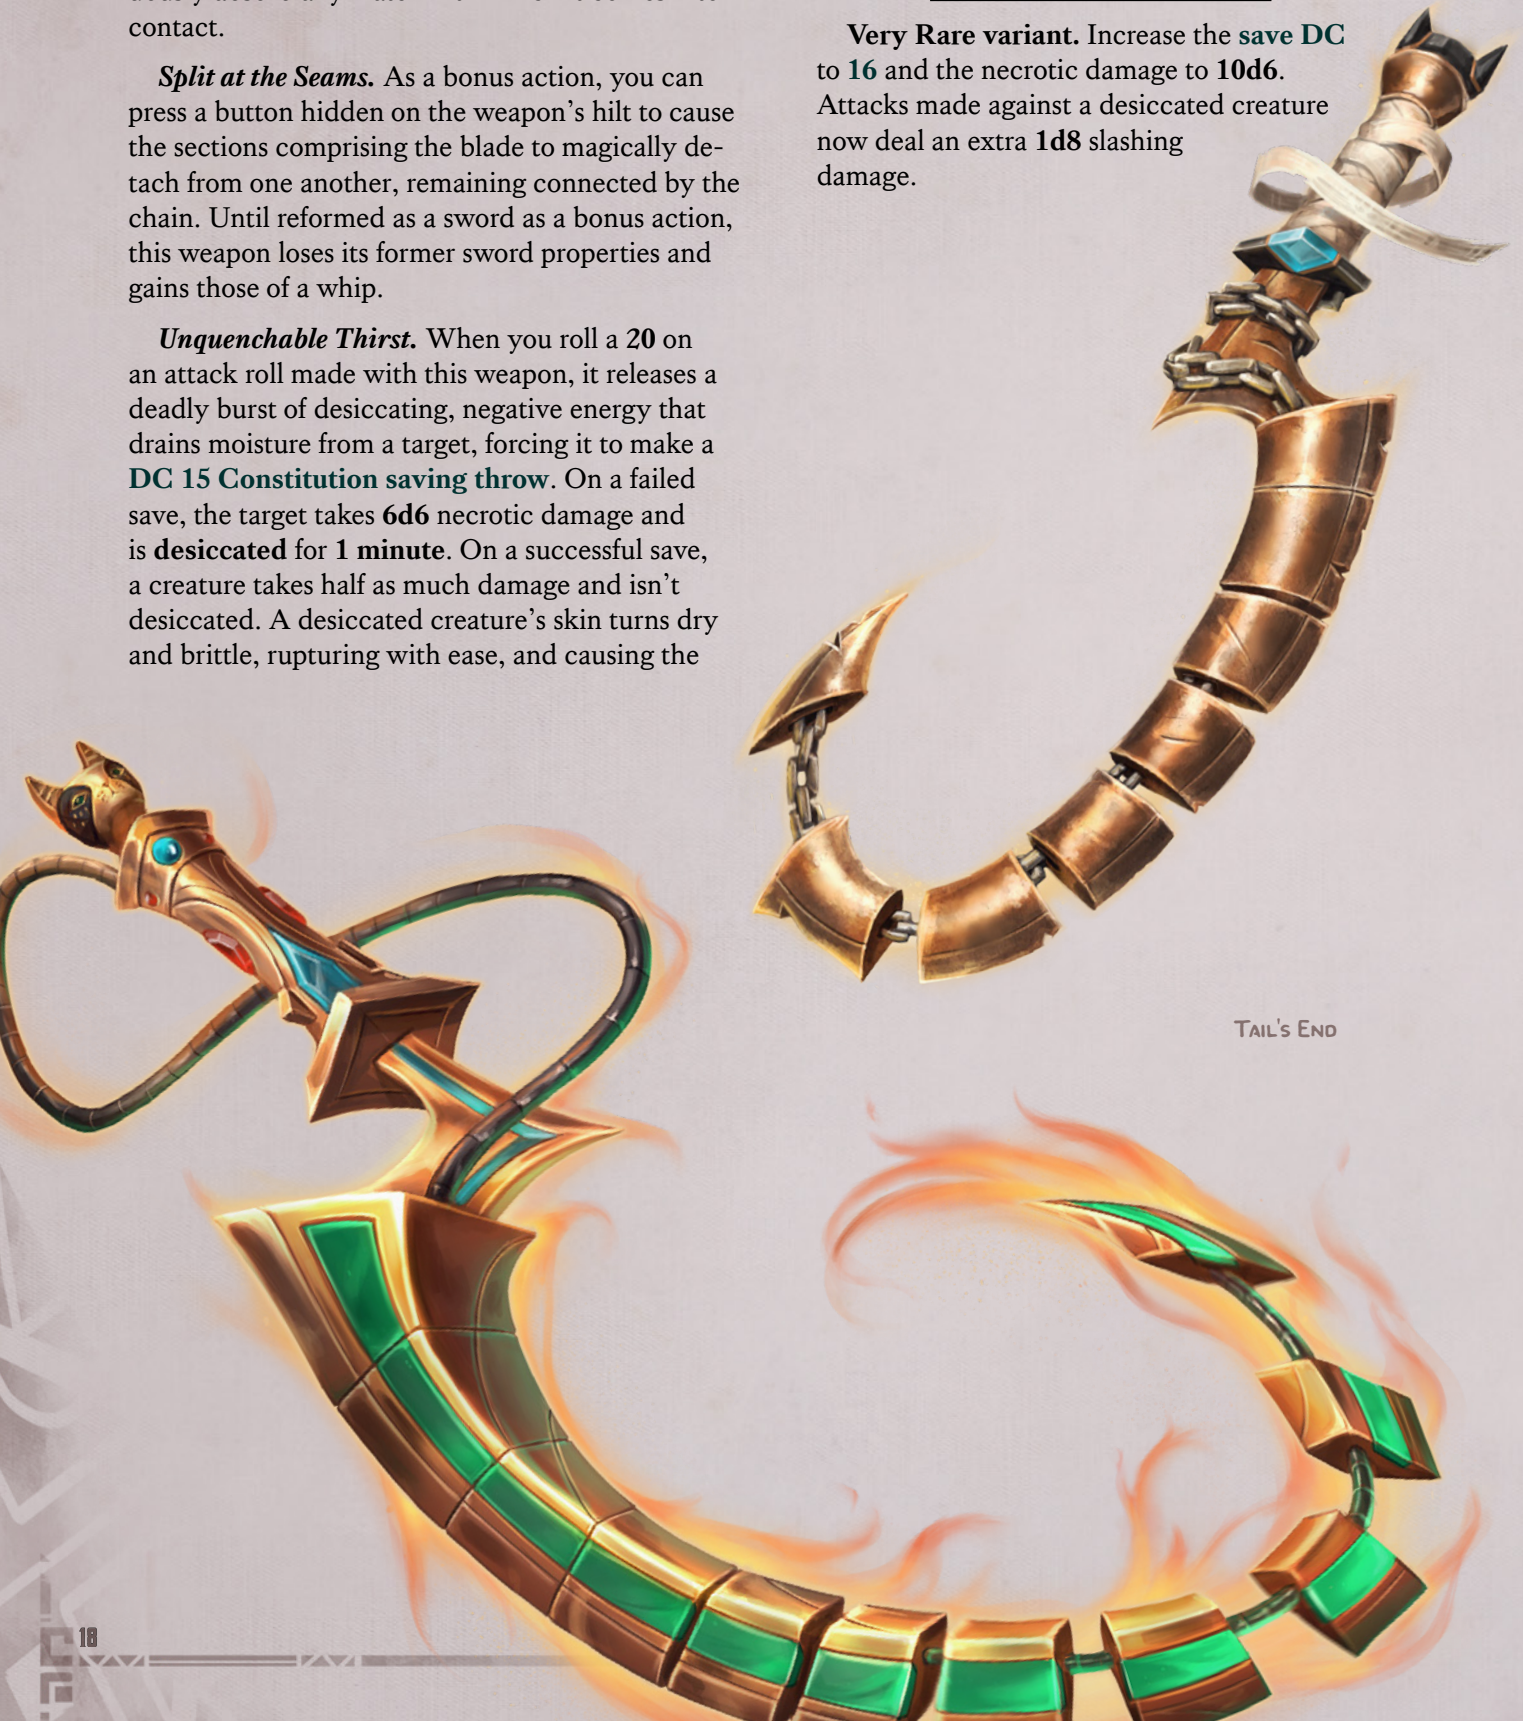 contact.
Split at the Seams. As a bonus action, you can
press a button hidden on the weapon's hilt to cause
the sections comprising the blade to magically de-
tach from one another, remaining connected by the
chain. Until reformed as a sword as a bonus action,
this weapon loses its former sword properties and
gains those of a whip.
Unquenchable Thirst. When you roll a 20 on
an attack roll made with this weapon, it releases a
deadly burst of desiccating, negative energy that
drains moisture from a target, forcing it to make a
DC 15 Constitution saving throw. On a failed
save, the target takes 6d6 necrotic damage and
is desiccated for 1 minute. On a successful save,
a creature takes half as much damage and isn't
desiccated. A desiccated creature's skin turns dry
and brittle, rupturing with ease, and causing the
Very Rare variant. Increase the save DC
to 16 and the necrotic damage to 10d6.
Attacks made against a desiccated creature
now deal an extra 1d8 slashing
damage.
Tail's End
18